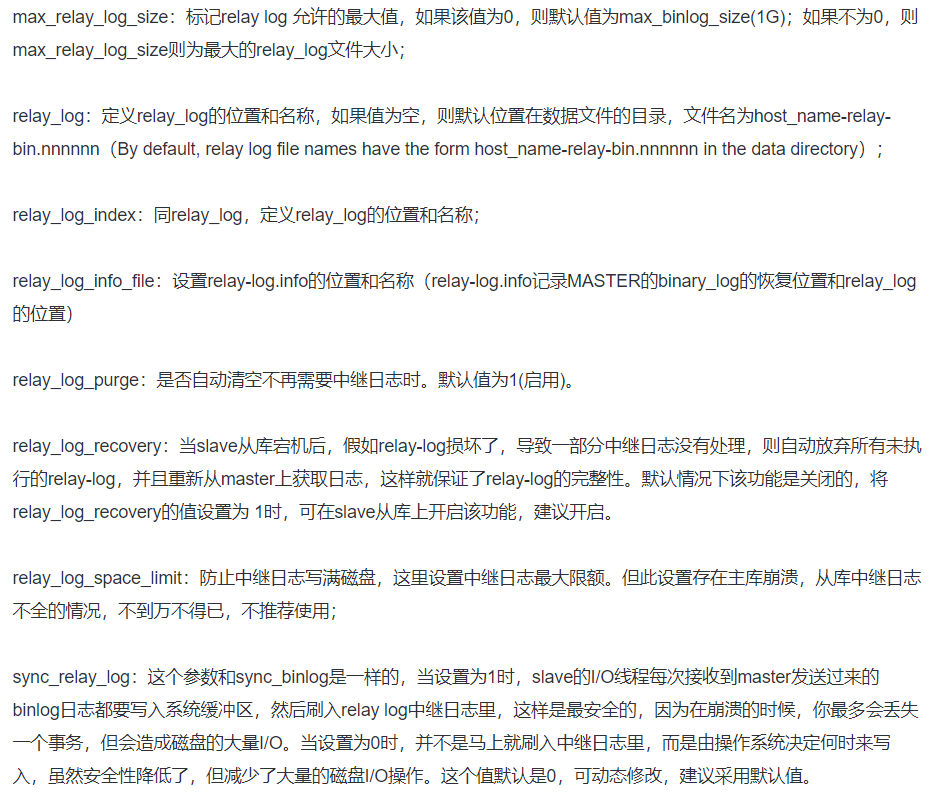 max_relay_log_size：标记relay log 允许的最大值，如果该值为0，则默认值为max_binlog_size(1G)；如果不为0，则
max_relay_log_size则为最大的relay_log文件大小；
relay_log：定义relay_log的位置和名称，如果值为空，则默认位置在数据文件的目录，文件名为host_name-relay-
bin.nnnnnn（By default, relay log file names have the form host_name-relay-bin.nnnnnn in the data directory）；
relay_log_index：同relay_log，定义relay_log的位置和名称；
relay_log_info_file：设置relay-log.info的位置和名称（relay-log.info记录MASTER的binary_log的恢复位置和relay_log
的位置）
relay_log_purge：是否自动清空不再需要中继日志时。默认值为1(启用)。
relay_log_recovery：当slave从库宕机后，假如relay-log损坏了，导致一部分中继日志没有处理，则自动放弃所有未执
行的relay-log，并且重新从master上获取日志，这样就保证了relay-log的完整性。默认情况下该功能是关闭的，将
relay_log_recovery的值设置为 1时，可在slave从库上开启该功能，建议开启。
relay_log_space_limit：防止中继日志写满磁盘，这里设置中继日志最大限额。但此设置存在主库崩溃，从库中继日志
不全的情况，不到万不得已，不推荐使用；
sync_relay_log：这个参数和sync_binlog是一样的，当设置为1时，slave的I/O线程每次接收到master发送过来的
binlog日志都要写入系统缓冲区，然后刷入relay log中继日志里，这样是最安全的，因为在崩溃的时候，你最多会丢失
一个事务，但会造成磁盘的大量I/O。当设置为0时，并不是马上就刷入中继日志里，而是由操作系统决定何时来写
入，虽然安全性降低了，但减少了大量的磁盘I/O操作。这个值默认是0，可动态修改，建议采用默认值。